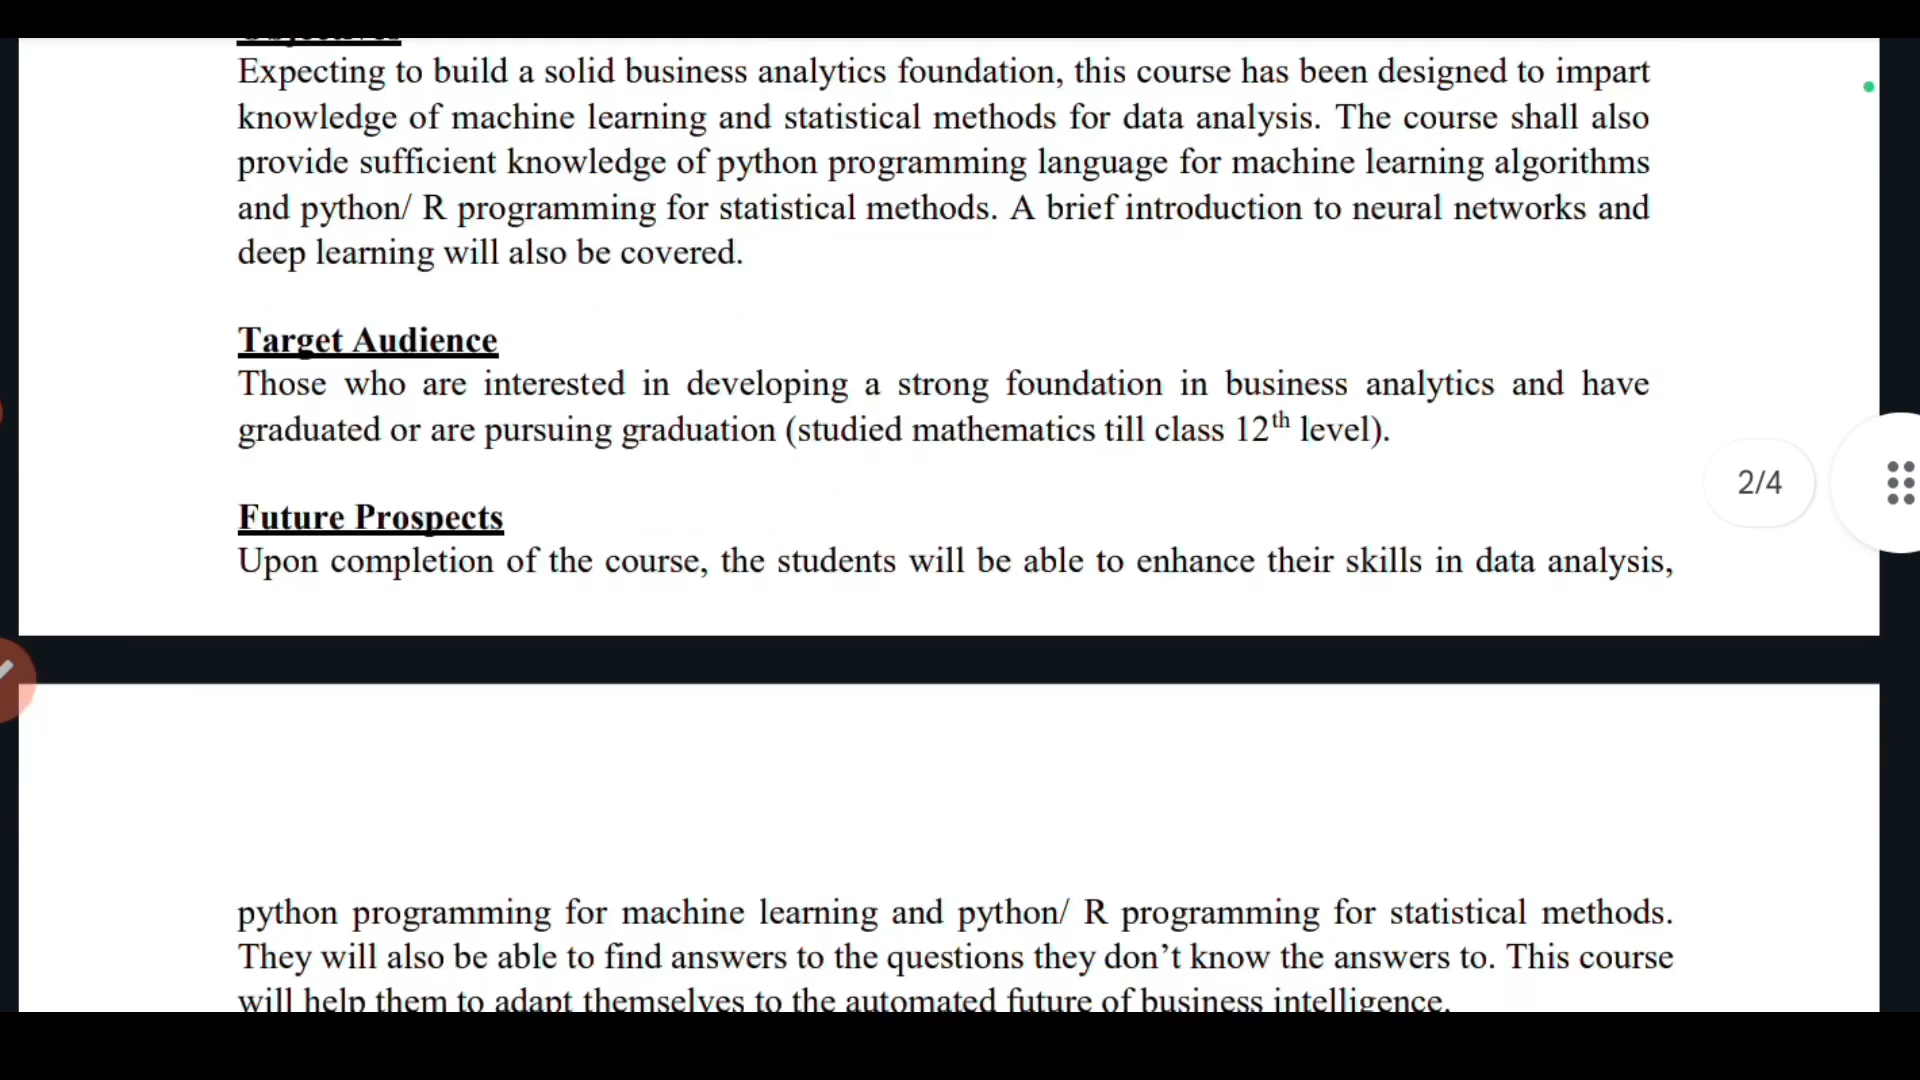 Expecting to build a solid business analytics foundation, this course has been designed to impart
knowledge of machine learning and statistical methods for data analysis. The course shall also
provide sufficient knowledge of python programming language for machine learning algorithms
and python/ R programming for statistical methods. A brief introduction to neural networks and
deep learning will also be covered.
Target Audience
Those who are interested in developing a strong foundation in business analytics and have
graduated or are pursuing graduation (studied mathematics till class 12th level).
2/4
Future Prospects
Upon completion of the course, the students will be able to enhance their skills in data analysis,
python programming for machine learning and python/ R programming for statistical methods.
They will also be able to find answers to the questions they don’t know the answers to. This course
will help them to adapt themselves to the automated future of business intelligence.